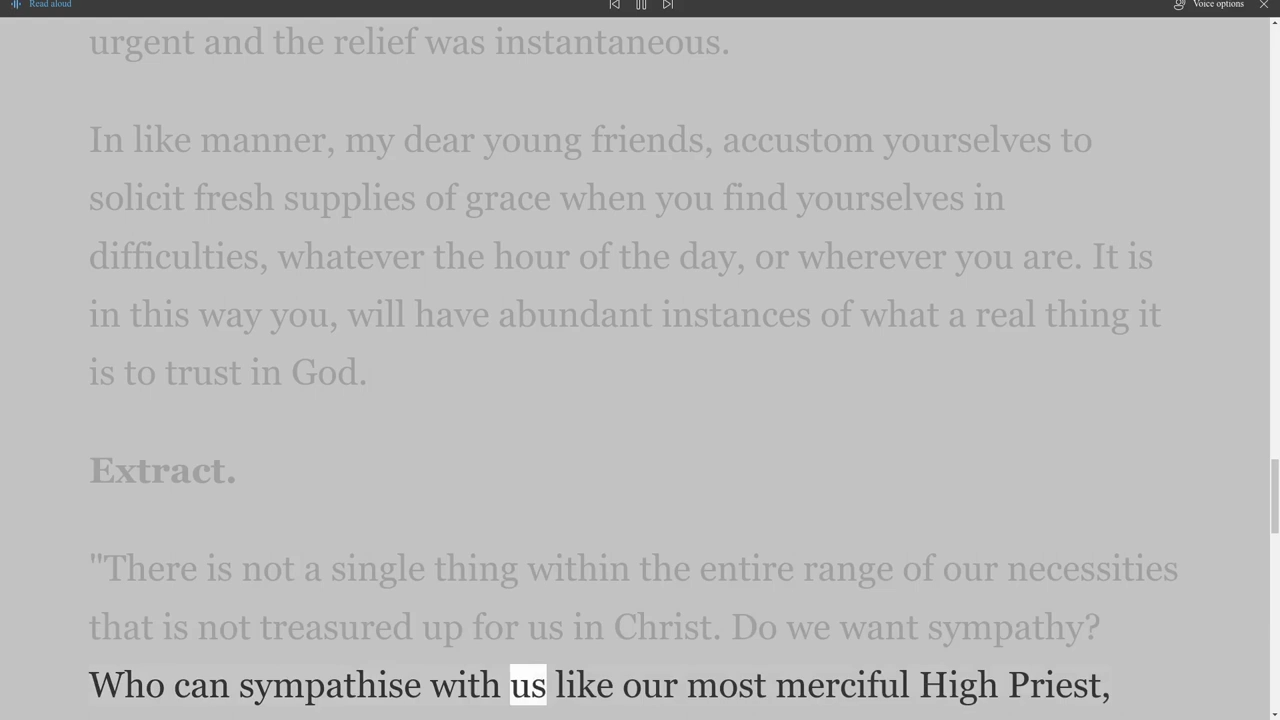 Read aloud
Voice options
urgent and the relief was instantaneous.
In like manner, my dear young friends, accustom yourselves to
solicit fresh supplies of grace when you find yourselves in
difficulties, whatever the hour of the day, or wherever you are. It is
in this way you, will have abundant instances of what a real thing it
is to trust in God.
Extract.
"There is not a single thing within the entire range of our necessities
that is not treasured up for us in Christ. Do we want sympathy?
Who can sympathise with us like our most merciful High Priest,